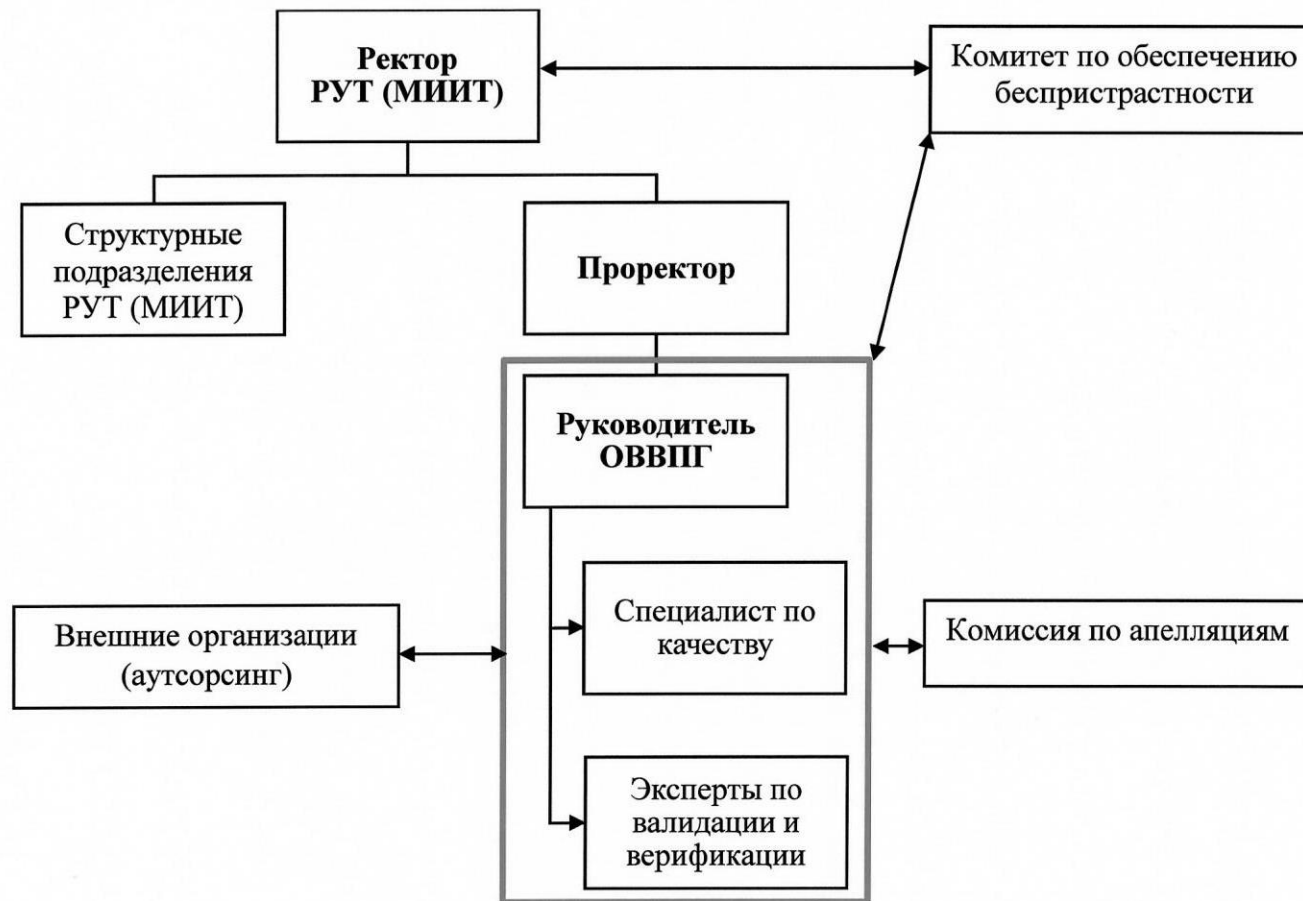 Ректор
РУТ (МИИТ)
Комитет по обеспечению
беспристрастности
Структурные
подразделения
РУТ (МИИТ)
Проректор
Руководитель
ОВВПГ
Специалист по
качеству
Внешние организации
(аутсорсинг)
Комиссия по апелляциям
Эксперты по
валидации и
верификации